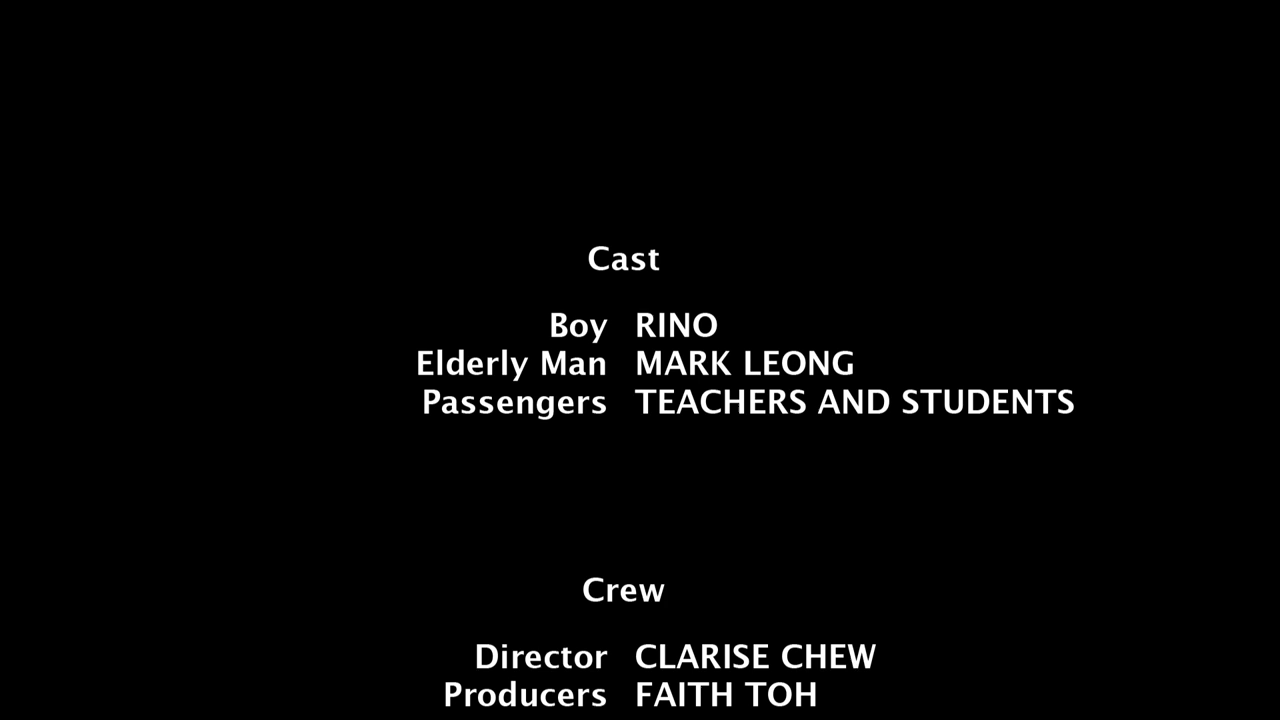 Cast
Boy RINO
Elderly Man MARK LEONG
Passengers TEACHERS AND STUDENTS
Crew
Director CLARISE CHEW
Producers FAITH TOH